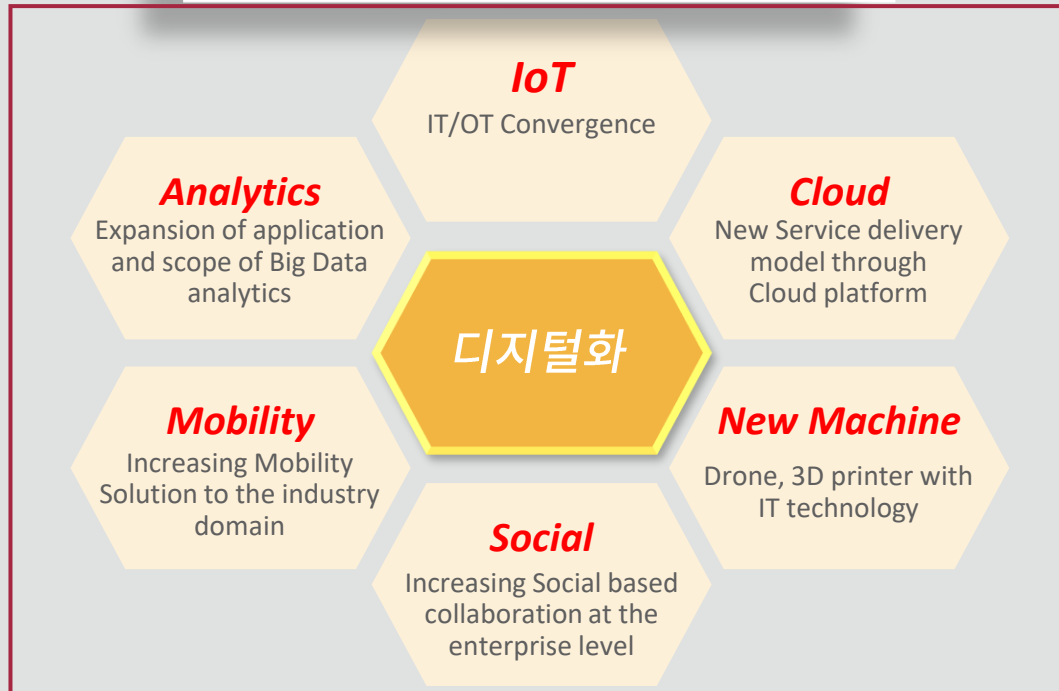 IoT
IT/OT Convergence
Analytics
Expansion of application
and scope of Big Data
analytics
Cloud
New Service delivery
model through
Cloud platform
디지털화
Mobility
Increasing Mobility
Solution to the industry
domain
New Machine
Drone, 3D printer with
IT technology
Social
Increasing Social based
collaboration at the
enterprise level